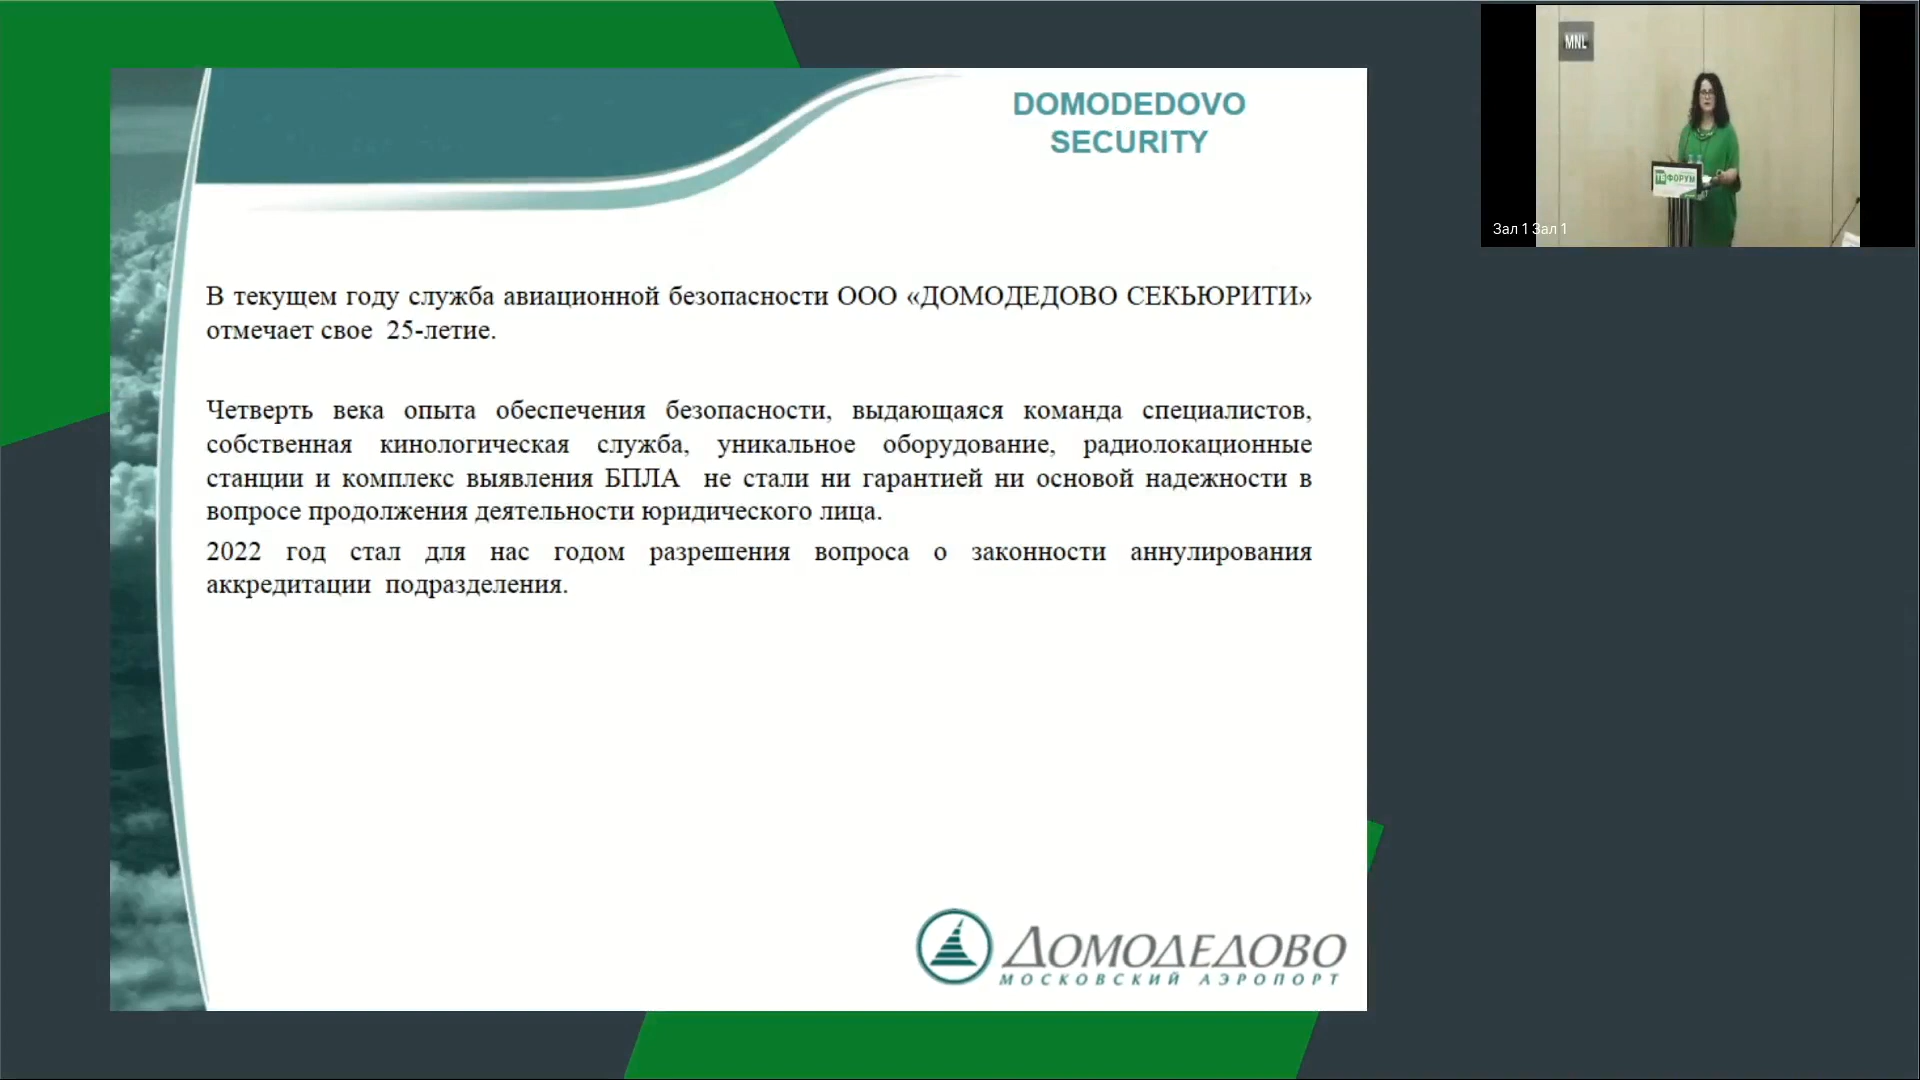 DOMODEDOVO
SECURITY
В текущем году служба авиационной безопасности ООО «ДОМОДЕДОВО СЕКЬЮРИТИ»
отмечает свое 25-летие.
Четверть века опыта обеспечения безопасности, выдающаяся команда специалистов,
собственная кинологическая служба, уникальное оборудование, радиолокационные
станции и комплекс выявления БПЛА не стали ни гарантией ни основой надежности в
вопросе продолжения деятельности юридического лица.
2022 год стал для нас годом разрешения вопроса о законности аннулирования
аккредитации подразделения.
ДОМОДЕДОВО
МОСКОВСКИЙ АЭРОПОРТ
MNL
ТБ ФОРУМ
Зал 1 Зал 1